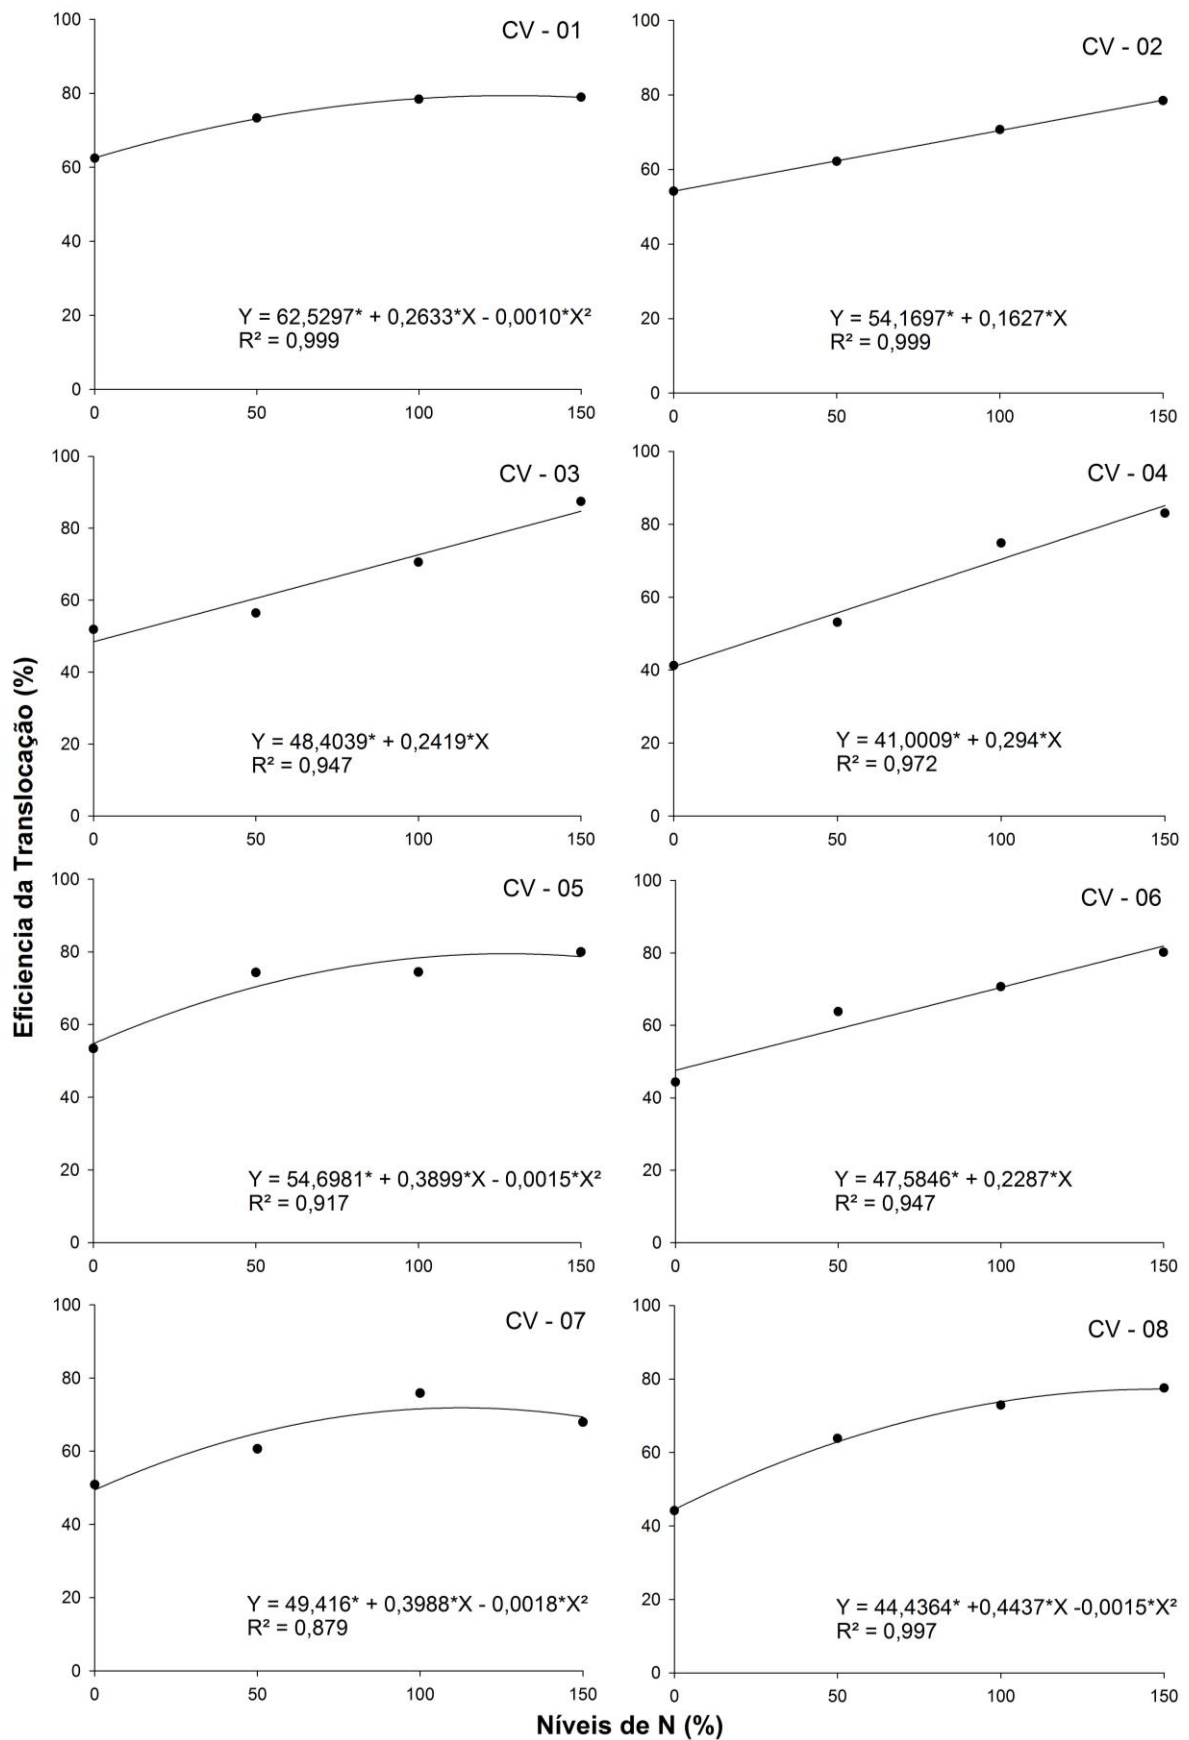 CV - 01
100
80
60
40
20
0
0 50 100 150
Y = 62,5297* + 0,2633*X - 0,0010*X²
R² = 0,999
CV - 02
100
80
60
40
20
0
0 50 100 150
Y = 54,1697* + 0,1627*X
R² = 0,999
CV - 03
100
80
60
40
20
0
0 50 100 150
Y = 48,4039* + 0,2419*X
R² = 0,947
CV - 04
100
80
60
40
20
0
0 50 100 150
Y = 41,0009* + 0,294*X
R² = 0,972
Eficiencia da Translocação (%)
CV - 05
100
80
60
40
20
0
0 50 100 150
Y = 54,6981* + 0,3899*X - 0,0015*X²
R² = 0,917
CV - 06
100
80
60
40
20
0
0 50 100 150
Y = 47,5846* + 0,2287*X
R² = 0,947
CV - 07
100
80
60
40
20
0
0 50 100 150
Y = 49,416* + 0,3988*X - 0,0018*X²
R² = 0,879
CV - 08
100
80
60
40
20
0
0 50 100 150
Y = 44,4364* +0,4437*X -0,0015*X²
R² = 0,997
Níveis de N (%)